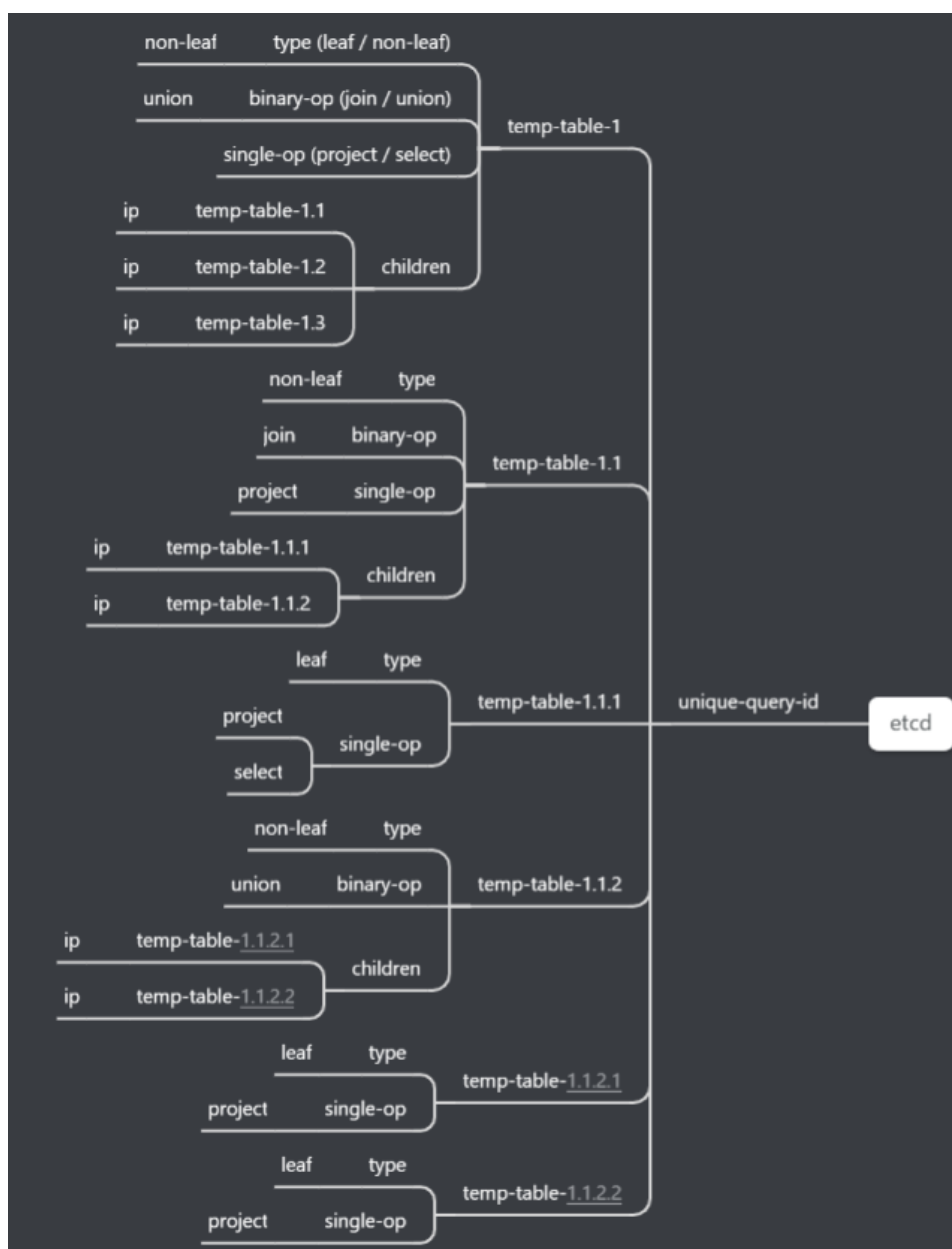 non-leaf type (leaf / non-leaf)
union binary-op (join / union)
temp-table-1
single-op (project / select)
ip temp-table-1.1
ip temp-table-1.2 children
ip temp-table-1.3
non-leaf type
join binary-op
temp-table-1.1
project single-op
ip temp-table-1.1.1
children
ip temp-table-1.1.2
leaf type
temp-table-1.1.1 unique-query-id
etcd
project
single-op
select
non-leaf type
union binary-op temp-table-1.1.2
ip temp-table-1.1.2.1
children
ip temp-table-1.1.2.2
leaf type
temp-table-1.1.2.1
project single-op
leaf type
temp-table-1.1.2.2
project single-op